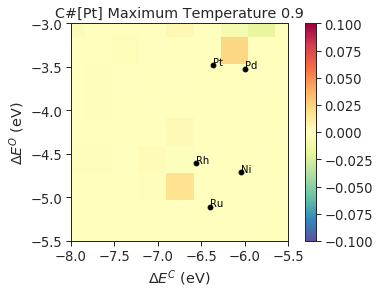 C#[Pt] Maximum Temperature 0.9
−3.0
−3.5
−4.0
−4.5
−5.0
−5.5
ΔE^O (eV)
Pt
Pd
Rh
Ni
Ru
−8.0 −7.5 −7.0 −6.5 −6.0 −5.5
ΔE^C (eV)
0.100
0.075
0.050
0.025
0.000
−0.025
−0.050
−0.075
−0.100